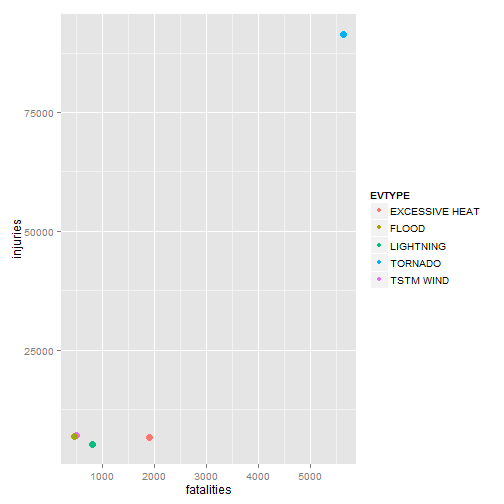 injuries
75000
50000
25000
1000 2000 3000 4000 5000
fatalities
EVTYPE
EXCESSIVE HEAT
FLOOD
LIGHTNING
TORNADO
TSTM WIND